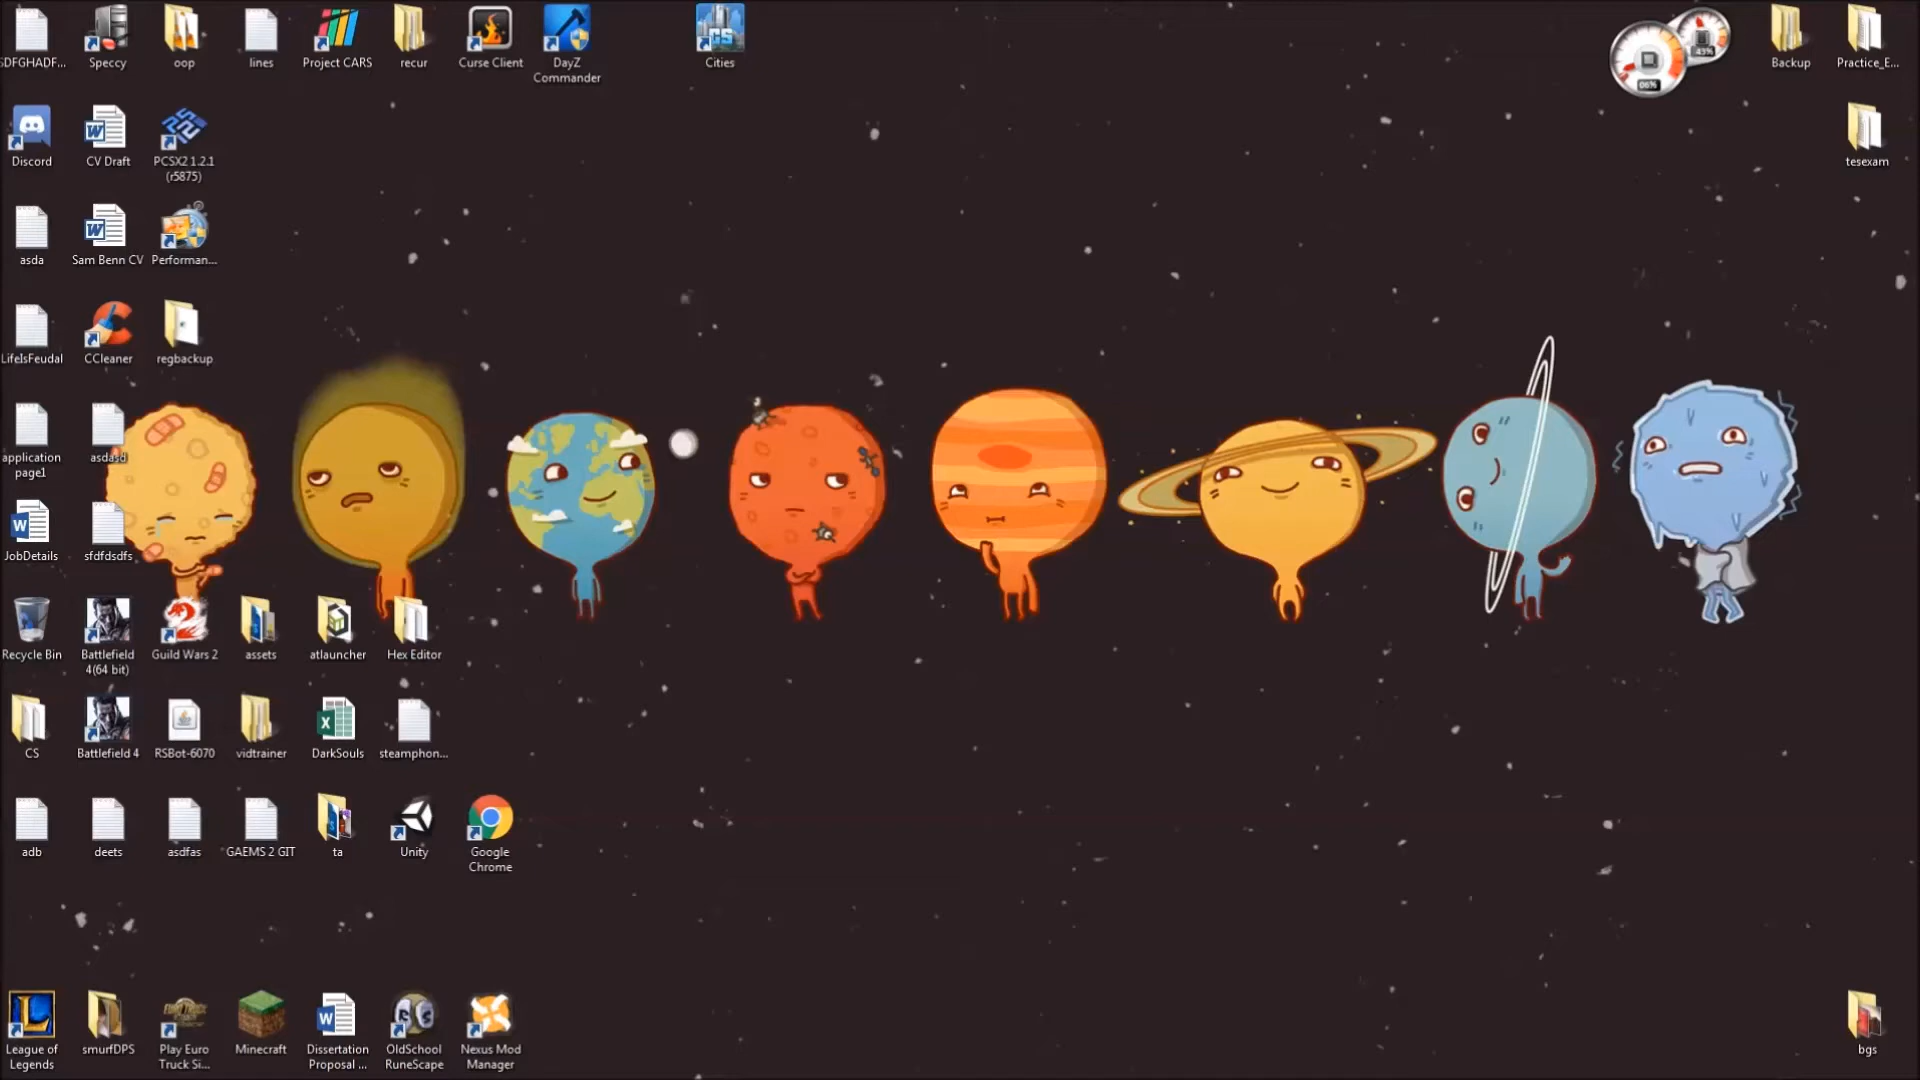 DFGHADF...
Speccy
oop
lines
Project CARS
recur
Curse Client
DayZ
Commander
CS
Cities
06%
43%
Backup
Practice_E...
Discord
CV Draft
PCSX2 1.2.1
(r5875)
tesexam
asda
Sam Benn CV
Performan...
LifeIsFeudal
CCleaner
regbackup
application
page1
asdasd
JobDetails
sfdfdsdfs
Recycle Bin
Battlefield
4(64 bit)
Guild Wars 2
assets
atlauncher
Hex Editor
CS
Battlefield 4
RSBot-6070
vidtrainer
DarkSouls
steamphon...
adb
deets
asdfas
GAEMS 2 GIT
ta
Unity
Google
Chrome
League of
Legends
smurfDPS
Play Euro
Truck Si...
Minecraft
Dissertation
Proposal ...
OldSchool
RuneScape
Nexus Mod
Manager
bgs